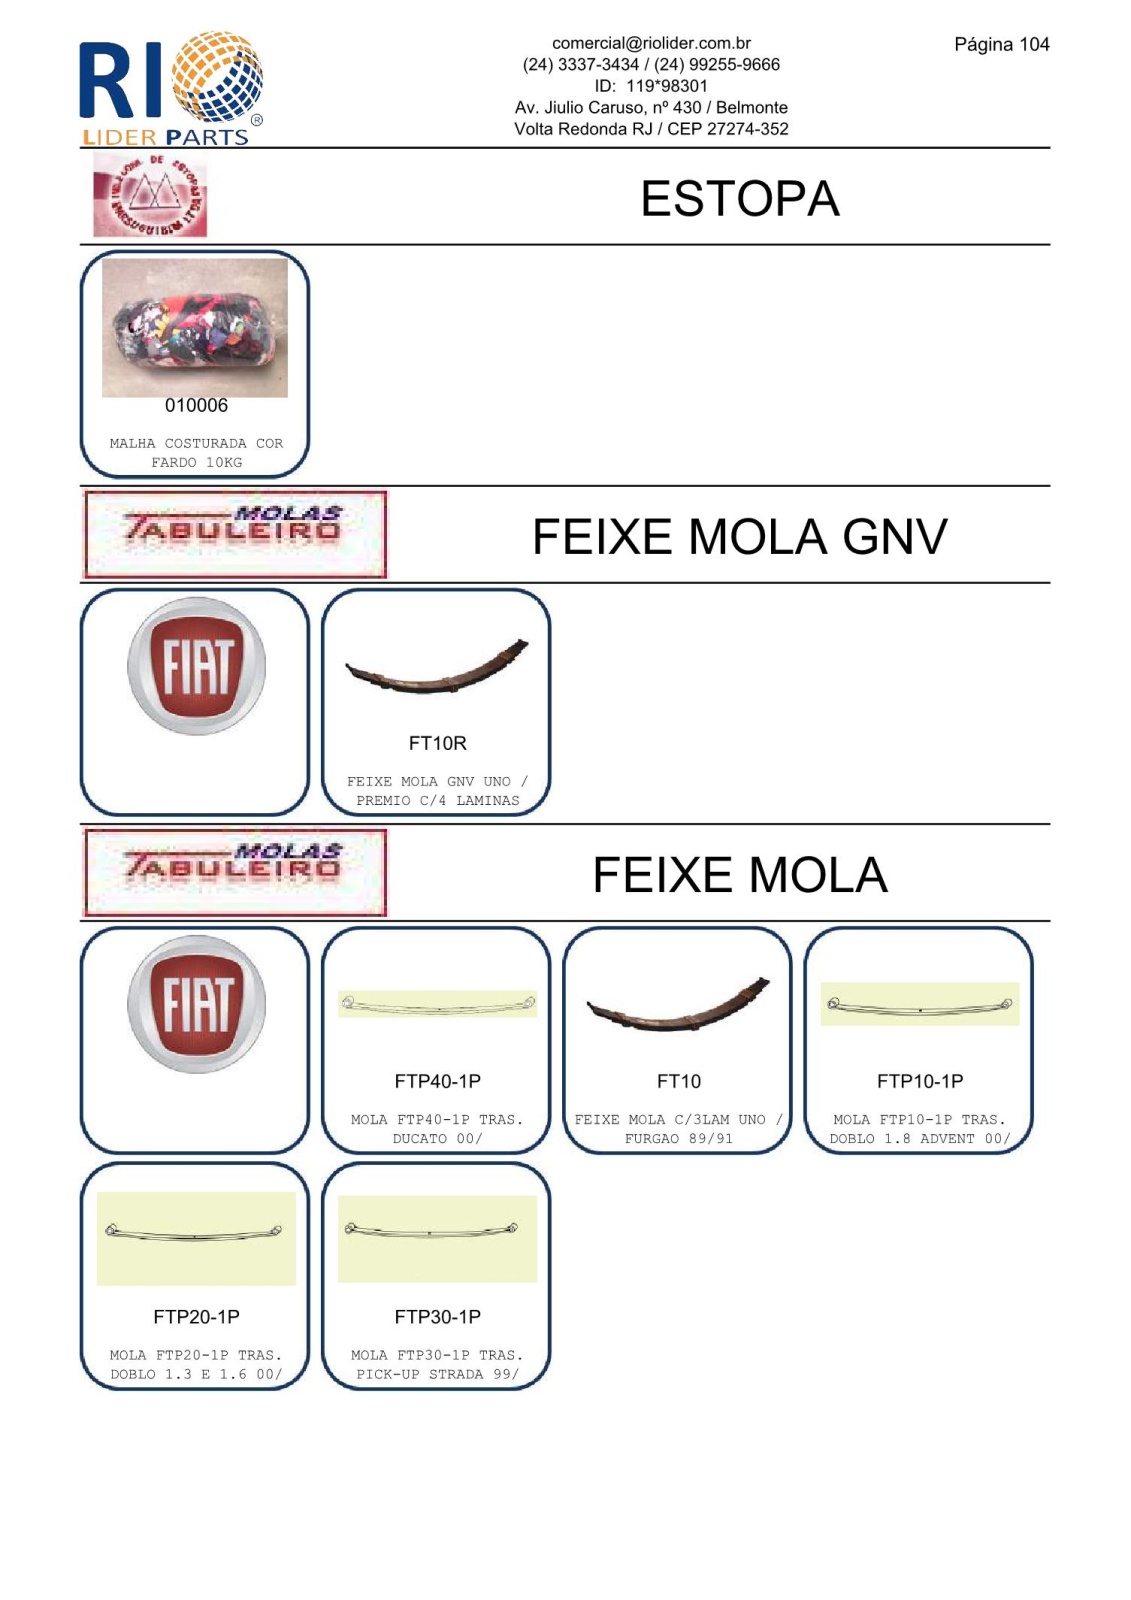 RIO
LIDER PARTS
®
comercial@riolider.com.br
(24) 3337-3434 / (24) 99255-9666
ID:  119*98301
Av. Jiulio Caruso, nº 430 / Belmonte
Volta Redonda RJ / CEP 27274-352
Página 104
DE
ESTOPA
010006
MALHA COSTURADA COR
FARDO 10KG
MOLAS
TABULEIRO
FEIXE MOLA GNV
FIAT
FT10R
FEIXE MOLA GNV UNO /
PREMIO C/4 LAMINAS
MOLAS
TABULEIRO
FEIXE MOLA
FIAT
FTP40-1P
MOLA FTP40-1P TRAS.
DUCATO 00/
FT10
FEIXE MOLA C/3LAM UNO /
FURGAO 89/91
FTP10-1P
MOLA FTP10-1P TRAS.
DOBLO 1.8 ADVENT 00/
FTP20-1P
MOLA FTP20-1P TRAS.
DOBLO 1.3 E 1.6 00/
FTP30-1P
MOLA FTP30-1P TRAS.
PICK-UP STRADA 99/